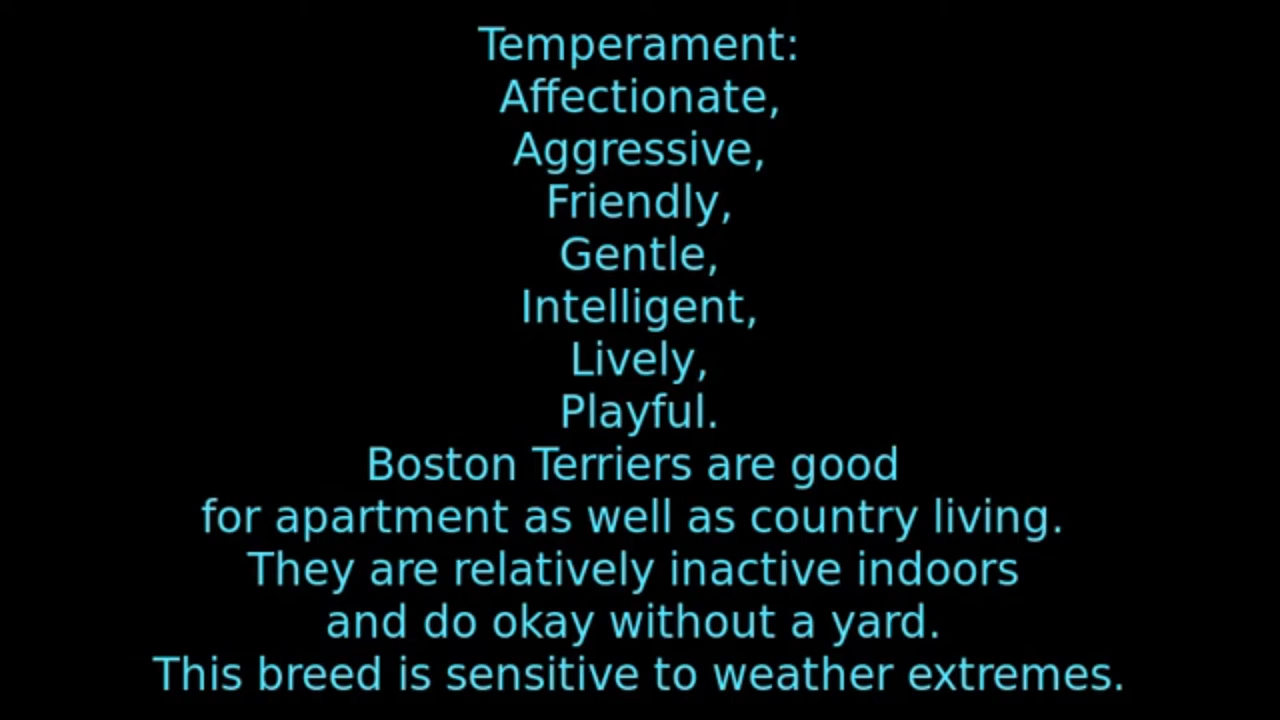 Temperament:
Affectionate,
Aggressive,
Friendly,
Gentle,
Intelligent,
Lively,
Playful.
Boston Terriers are good
for apartment as well as country living.
They are relatively inactive indoors
and do okay without a yard.
This breed is sensitive to weather extremes.